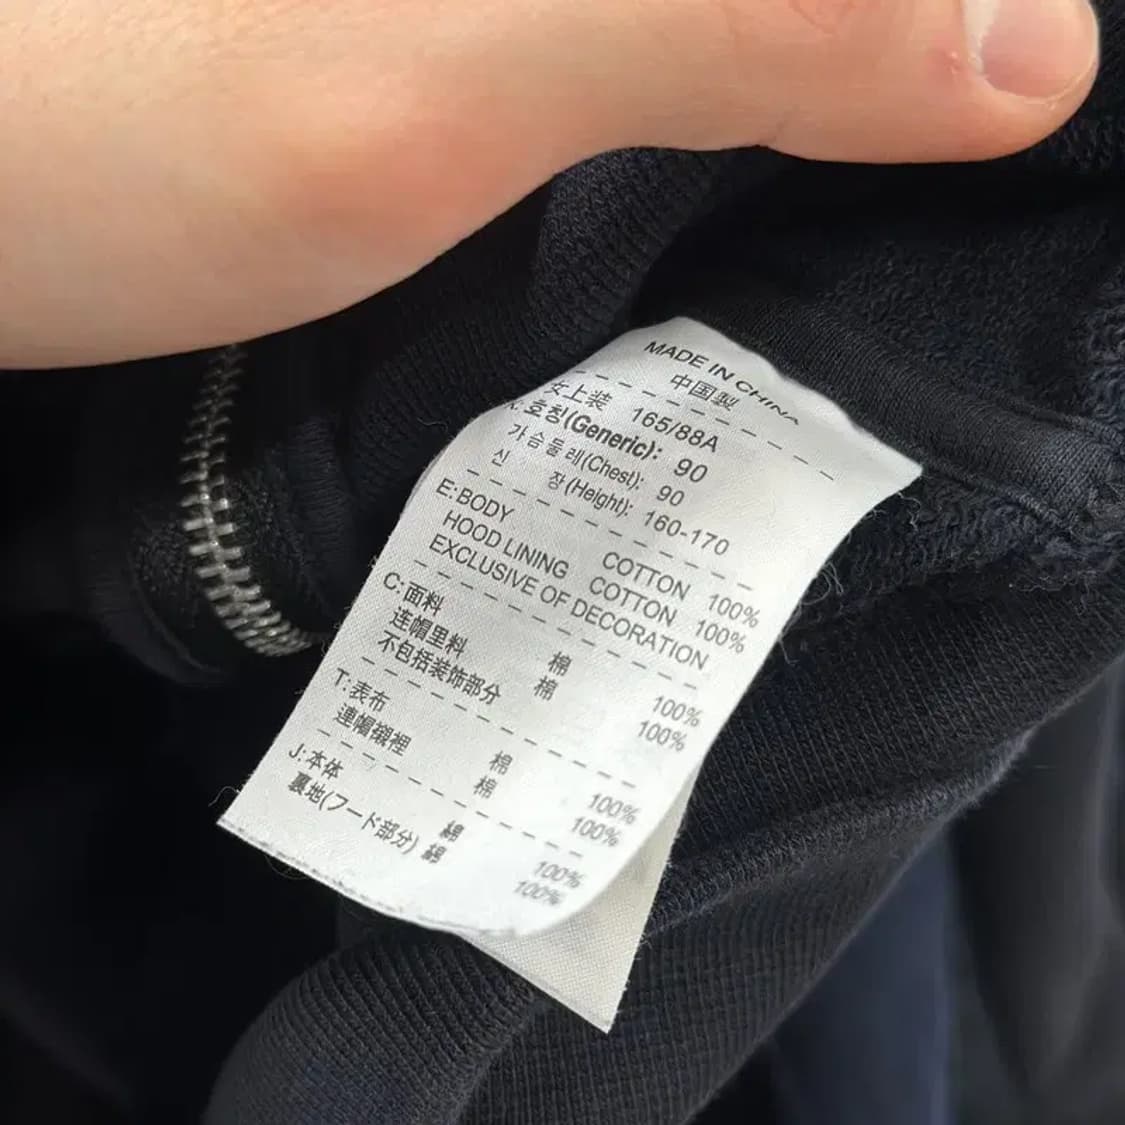 MADE IN CHINA
中国製
女上装 165/88A
K: 호칭(Generic): 90
가슴둘레(Chest): 90
신 장(Height): 160-170
E: BODY COTTON 100%
HOOD LINING COTTON 100%
EXCLUSIVE OF DECORATION
C: 面料 棉 100%
连帽里料 棉 100%
不包括装饰部分
T: 表布 棉 100%
連帽襯裡 棉 100%
J: 本体 綿 100%
裏地(フード部分) 綿 100%